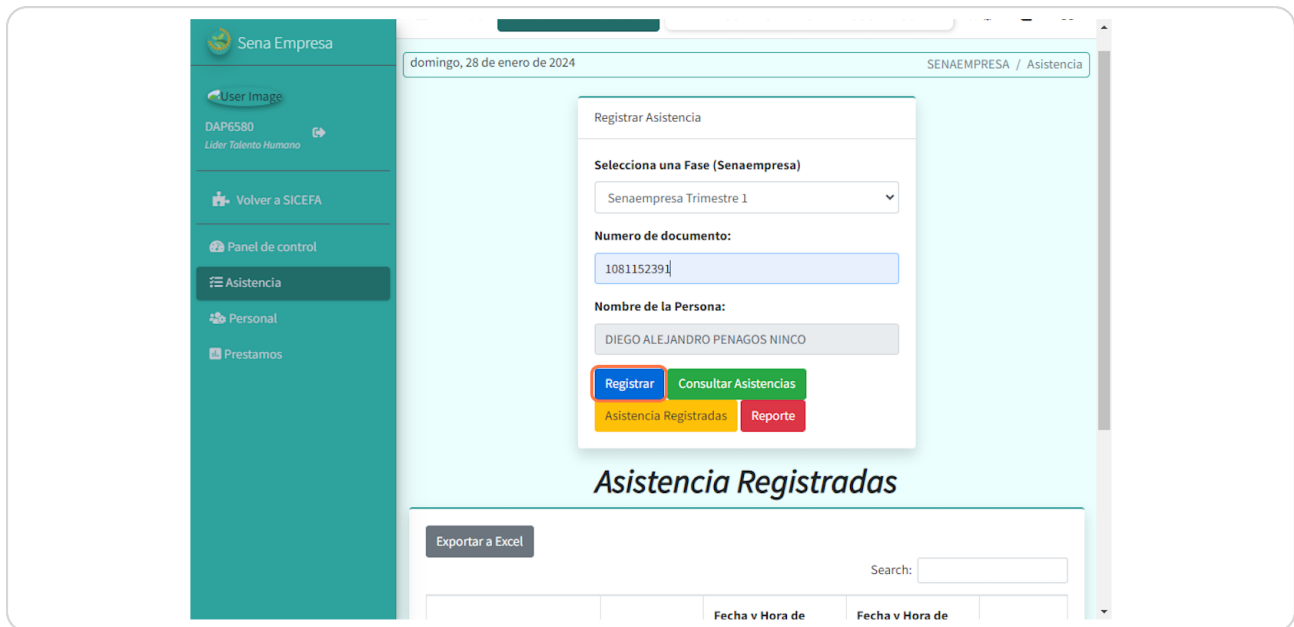 Sena Empresa
domingo, 28 de enero de 2024
SENAEMPRESA / Asistencia
User Image
DAP6580
Lider Talento Humano
Volver a SICEFA
Panel de control
Asistencia
Personal
Prestamos
Registrar Asistencia
Selecciona una Fase (Senaempresa)
Senaempresa Trimestre 1
Numero de documento:
1081152391
Nombre de la Persona:
DIEGO ALEJANDRO PENAGOS NINCO
Registrar Consultar Asistencias
Asistencia Registradas Reporte
Asistencia Registradas
Exportar a Excel
Search:
Fecha y Hora de Fecha y Hora de